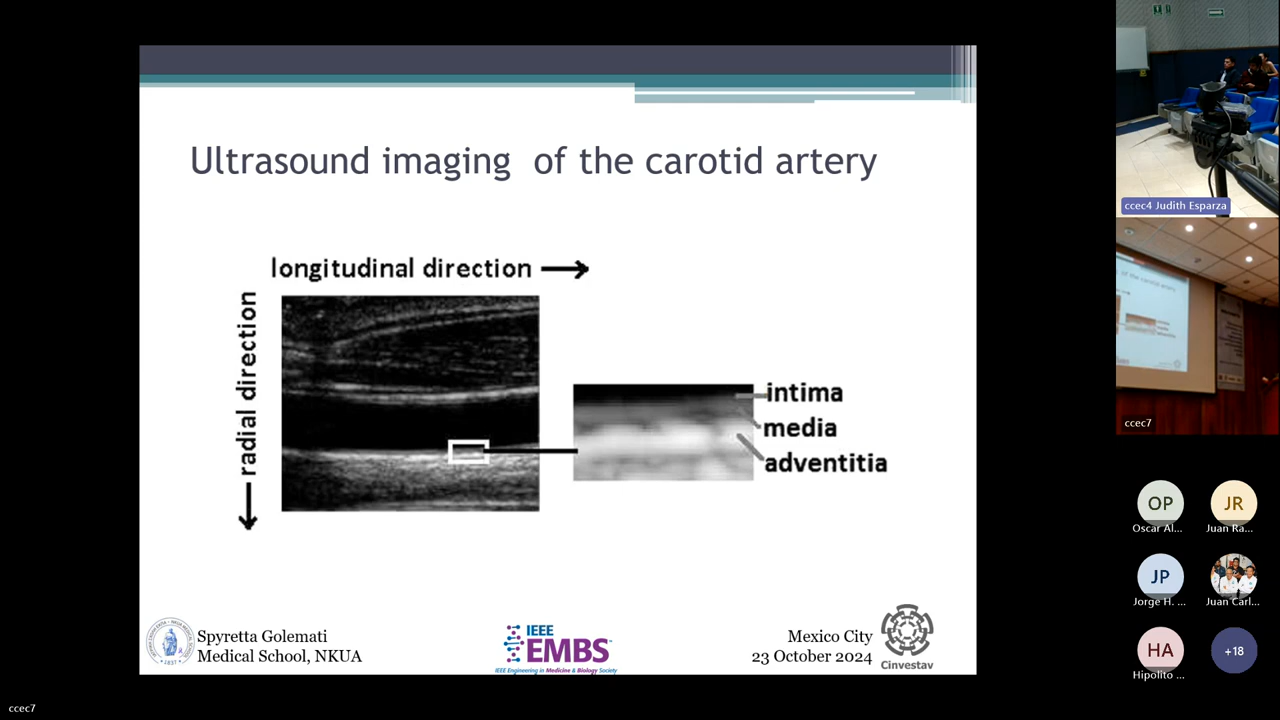 Ultrasound imaging of the carotid artery
longitudinal direction
radial direction
intima
media
adventitia
Spyretta Golemati
Medical School, NKUA
IEEE
EMBS
IEEE Engineering in Medicine & Biology Society
Mexico City
23 October 2024
Cinvestav
ccec4 Judith Esparza
ccec7
OP
Oscar Al...
JR
Juan Ra...
JP
Jorge H. ...
Juan Carl...
HA
Hipolito ...
+18
ccec7